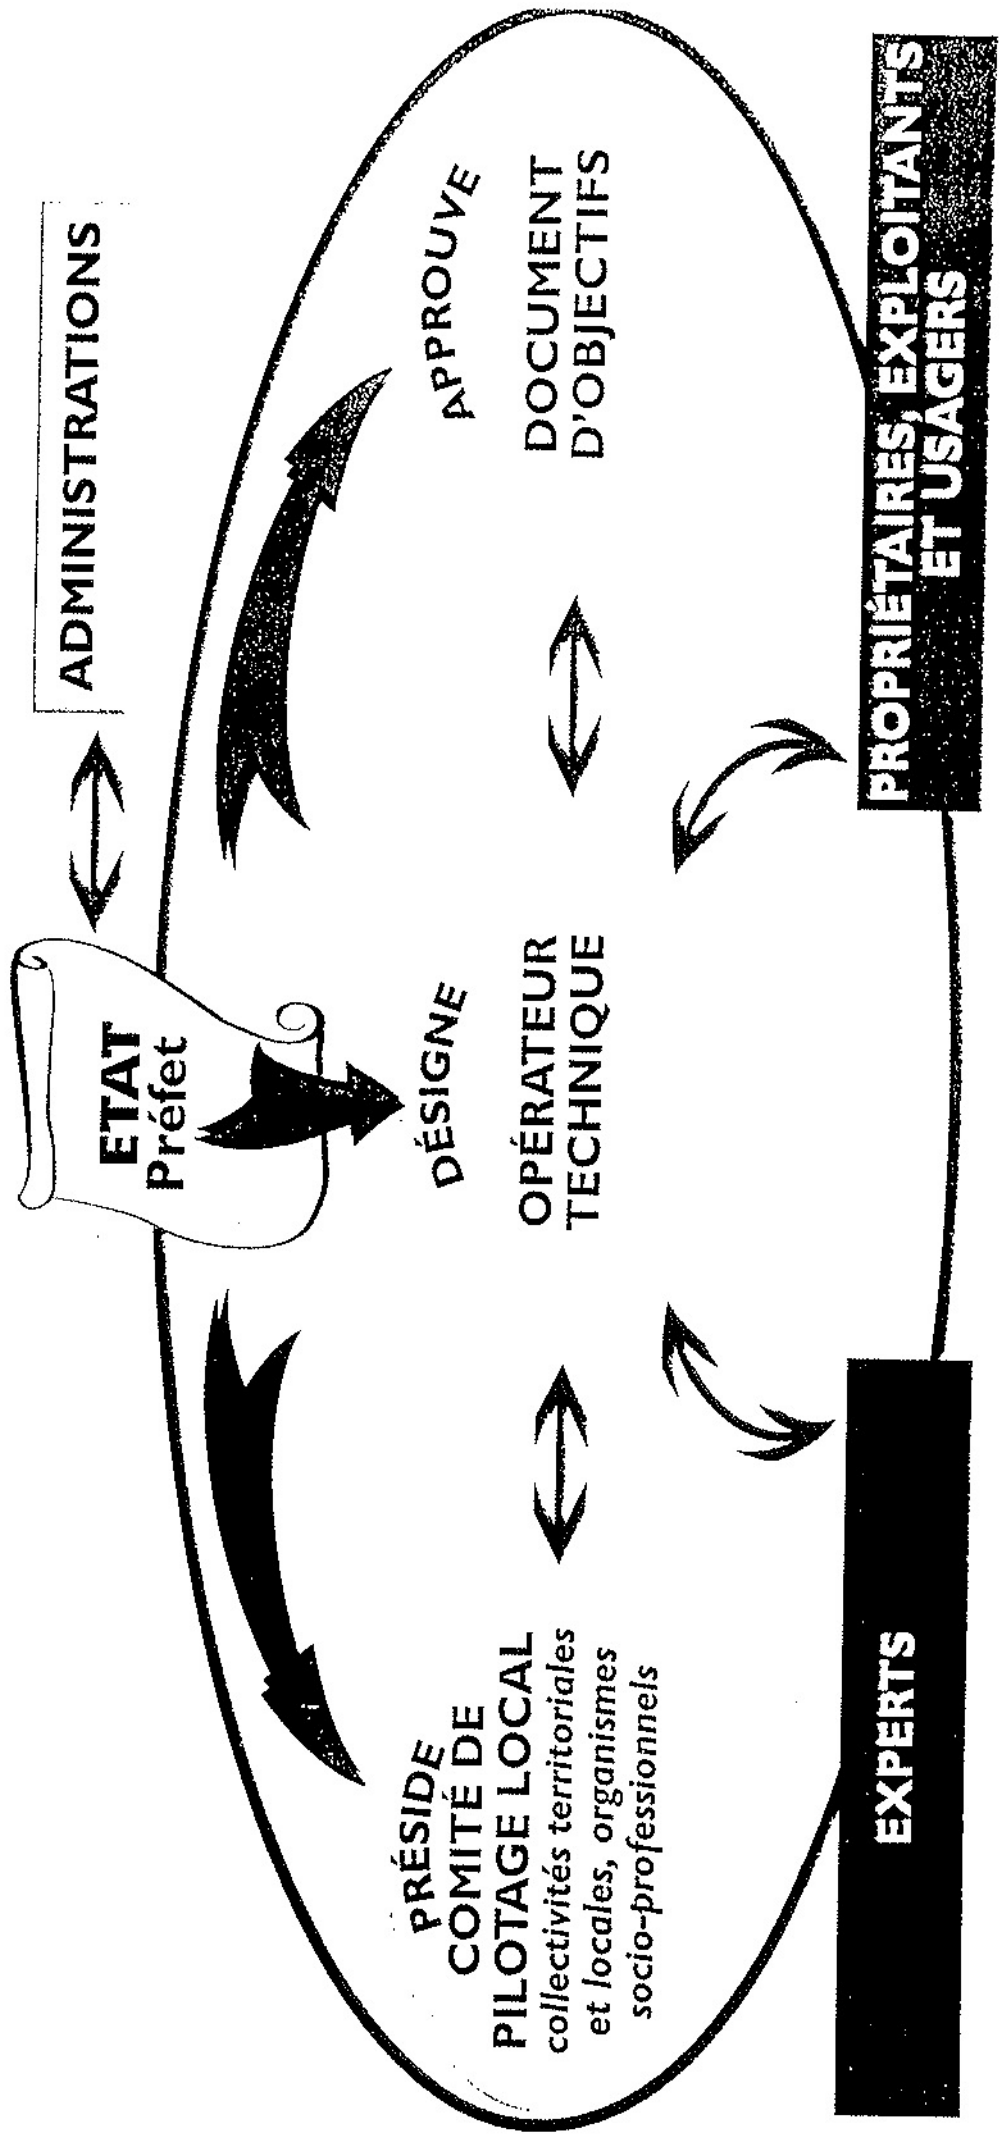 ETAT
Préfet
ADMINISTRATIONS
PRÉSIDE
COMITÉ DE
PILOTAGE LOCAL
collectivités territoriales
et locales, organismes
socio-professionnels
DÉSIGNE
OPÉRATEUR
TECHNIQUE
APPROUVE
DOCUMENT
D'OBJECTIFS
EXPERTS
PROPRIÉTAIRES, EXPLOITANTS
ET USAGERS